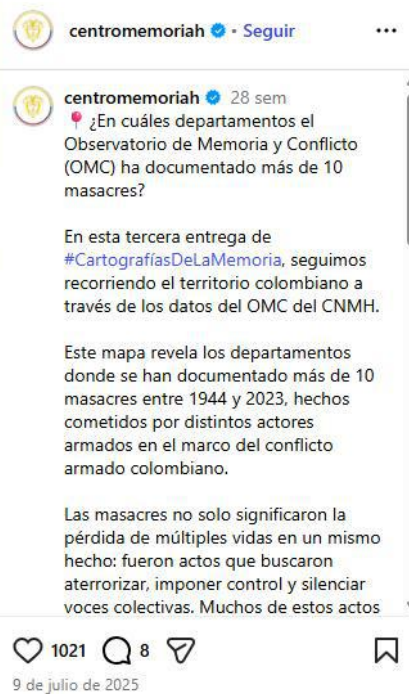 centromemoriah • Seguir
centromemoriah 28 sem
📍 ¿En cuáles departamentos el
Observatorio de Memoria y Conflicto
(OMC) ha documentado más de 10
masacres?
En esta tercera entrega de
#CartografíasDeLaMemoria, seguimos
recorriendo el territorio colombiano a
través de los datos del OMC del CNMH.
Este mapa revela los departamentos
donde se han documentado más de 10
masacres entre 1944 y 2023, hechos
cometidos por distintos actores
armados en el marco del conflicto
armado colombiano.
Las masacres no solo significaron la
pérdida de múltiples vidas en un mismo
hecho: fueron actos que buscaron
aterrorizar, imponer control y silenciar
voces colectivas. Muchos de estos actos
1021 8
9 de julio de 2025